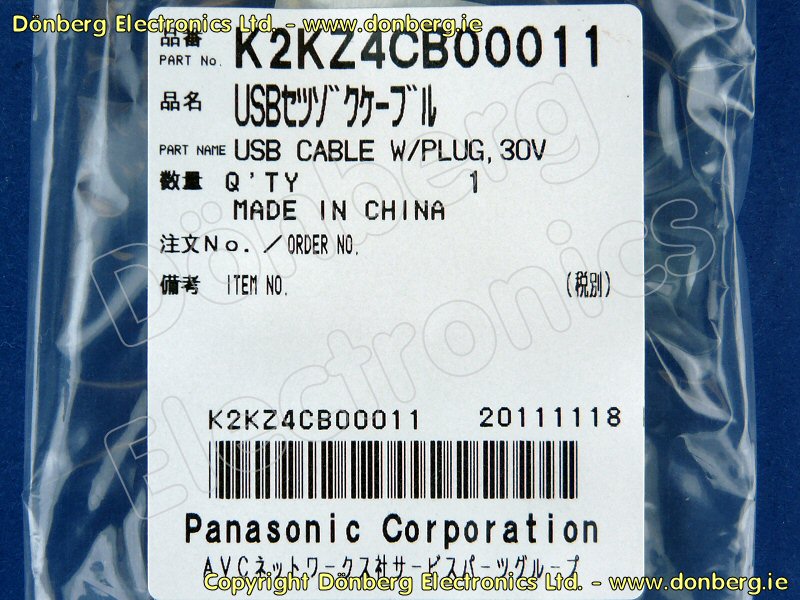 Dönberg Electronics Ltd. - www.donberg.ie
品番
PART No. K2KZ4CB00011
品名 USBセツゾクケーブル
PART NAME USB CABLE W/PLUG,30V
数量 Q'TY 1
MADE IN CHINA
注文No./ORDER NO.
備考 ITEM NO. (税別)
Dönberg
Electronics
K2KZ4CB00011 20111118
Panasonic Corporation
AVCネットワークス社サービスパーツグループ
Copyright Dönberg Electronics Ltd. - www.donberg.ie